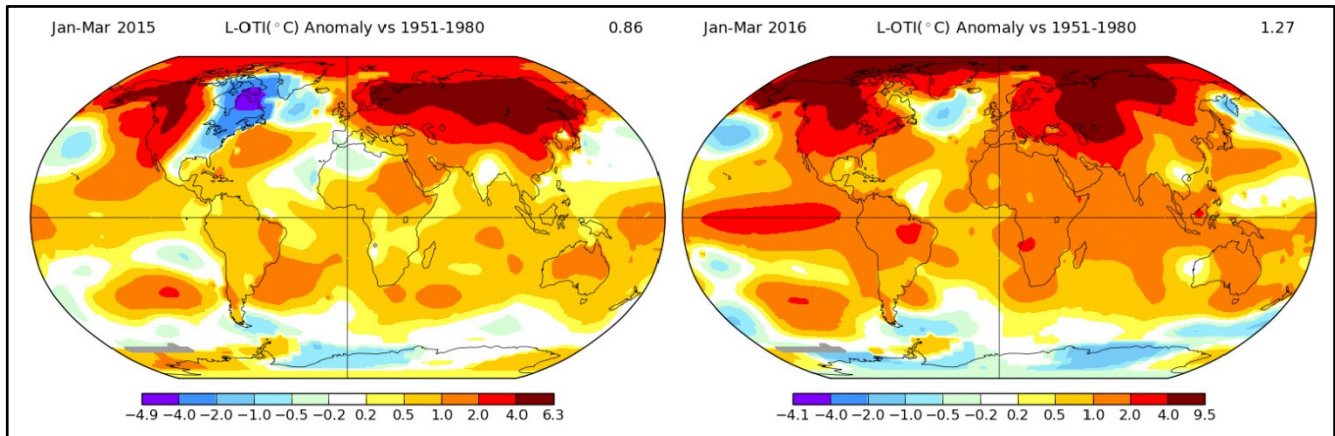 Jan-Mar 2015 L-OTI(°C) Anomaly vs 1951-1980 0.86
−4.9 −4.0 −2.0 −1.0 −0.5 −0.2 0.2 0.5 1.0 2.0 4.0 6.3
Jan-Mar 2016 L-OTI(°C) Anomaly vs 1951-1980 1.27
−4.1 −4.0 −2.0 −1.0 −0.5 −0.2 0.2 0.5 1.0 2.0 4.0 9.5